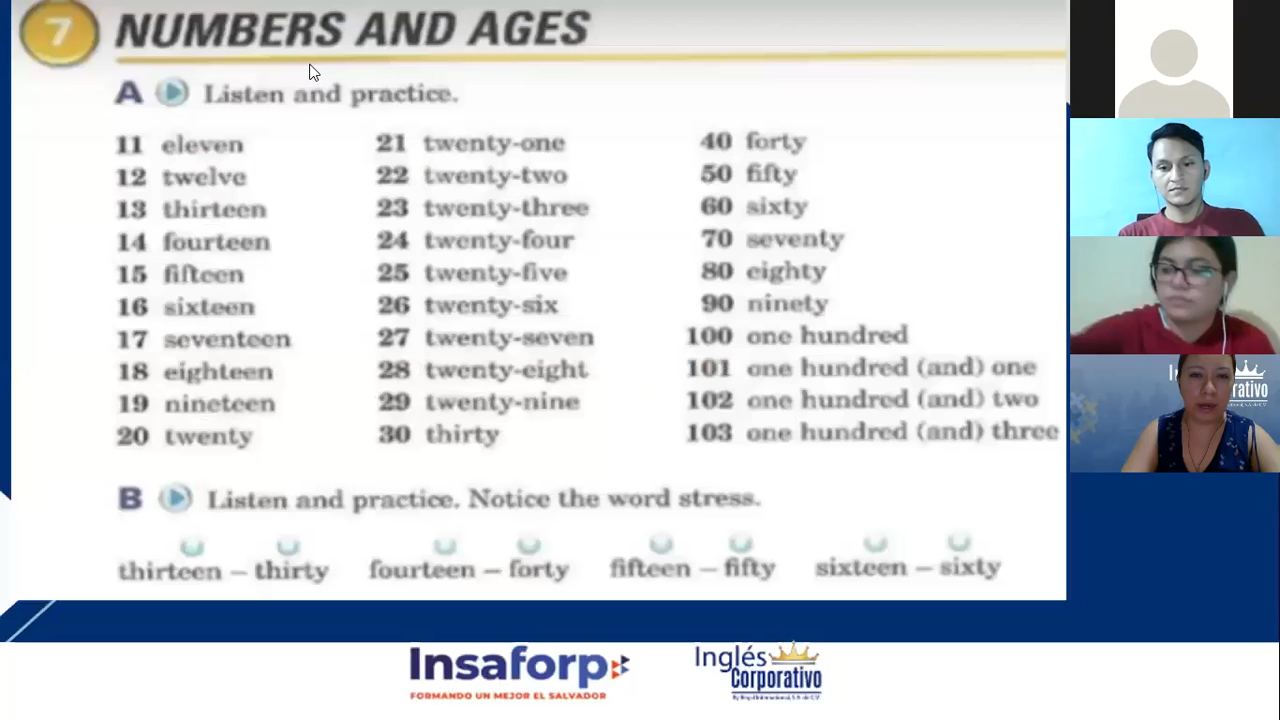 7 NUMBERS AND AGES
A Listen and practice.
11 eleven 21 twenty-one 40 forty
12 twelve 22 twenty-two 50 fifty
13 thirteen 23 twenty-three 60 sixty
14 fourteen 24 twenty-four 70 seventy
15 fifteen 25 twenty-five 80 eighty
16 sixteen 26 twenty-six 90 ninety
17 seventeen 27 twenty-seven 100 one hundred
18 eighteen 28 twenty-eight 101 one hundred (and) one
19 nineteen 29 twenty-nine 102 one hundred (and) two
20 twenty 30 thirty 103 one hundred (and) three
B Listen and practice. Notice the word stress.
thirteen – thirty fourteen – forty fifteen – fifty sixteen – sixty
Insaforp
FORMANDO UN MEJOR EL SALVADOR
Inglés
Corporativo